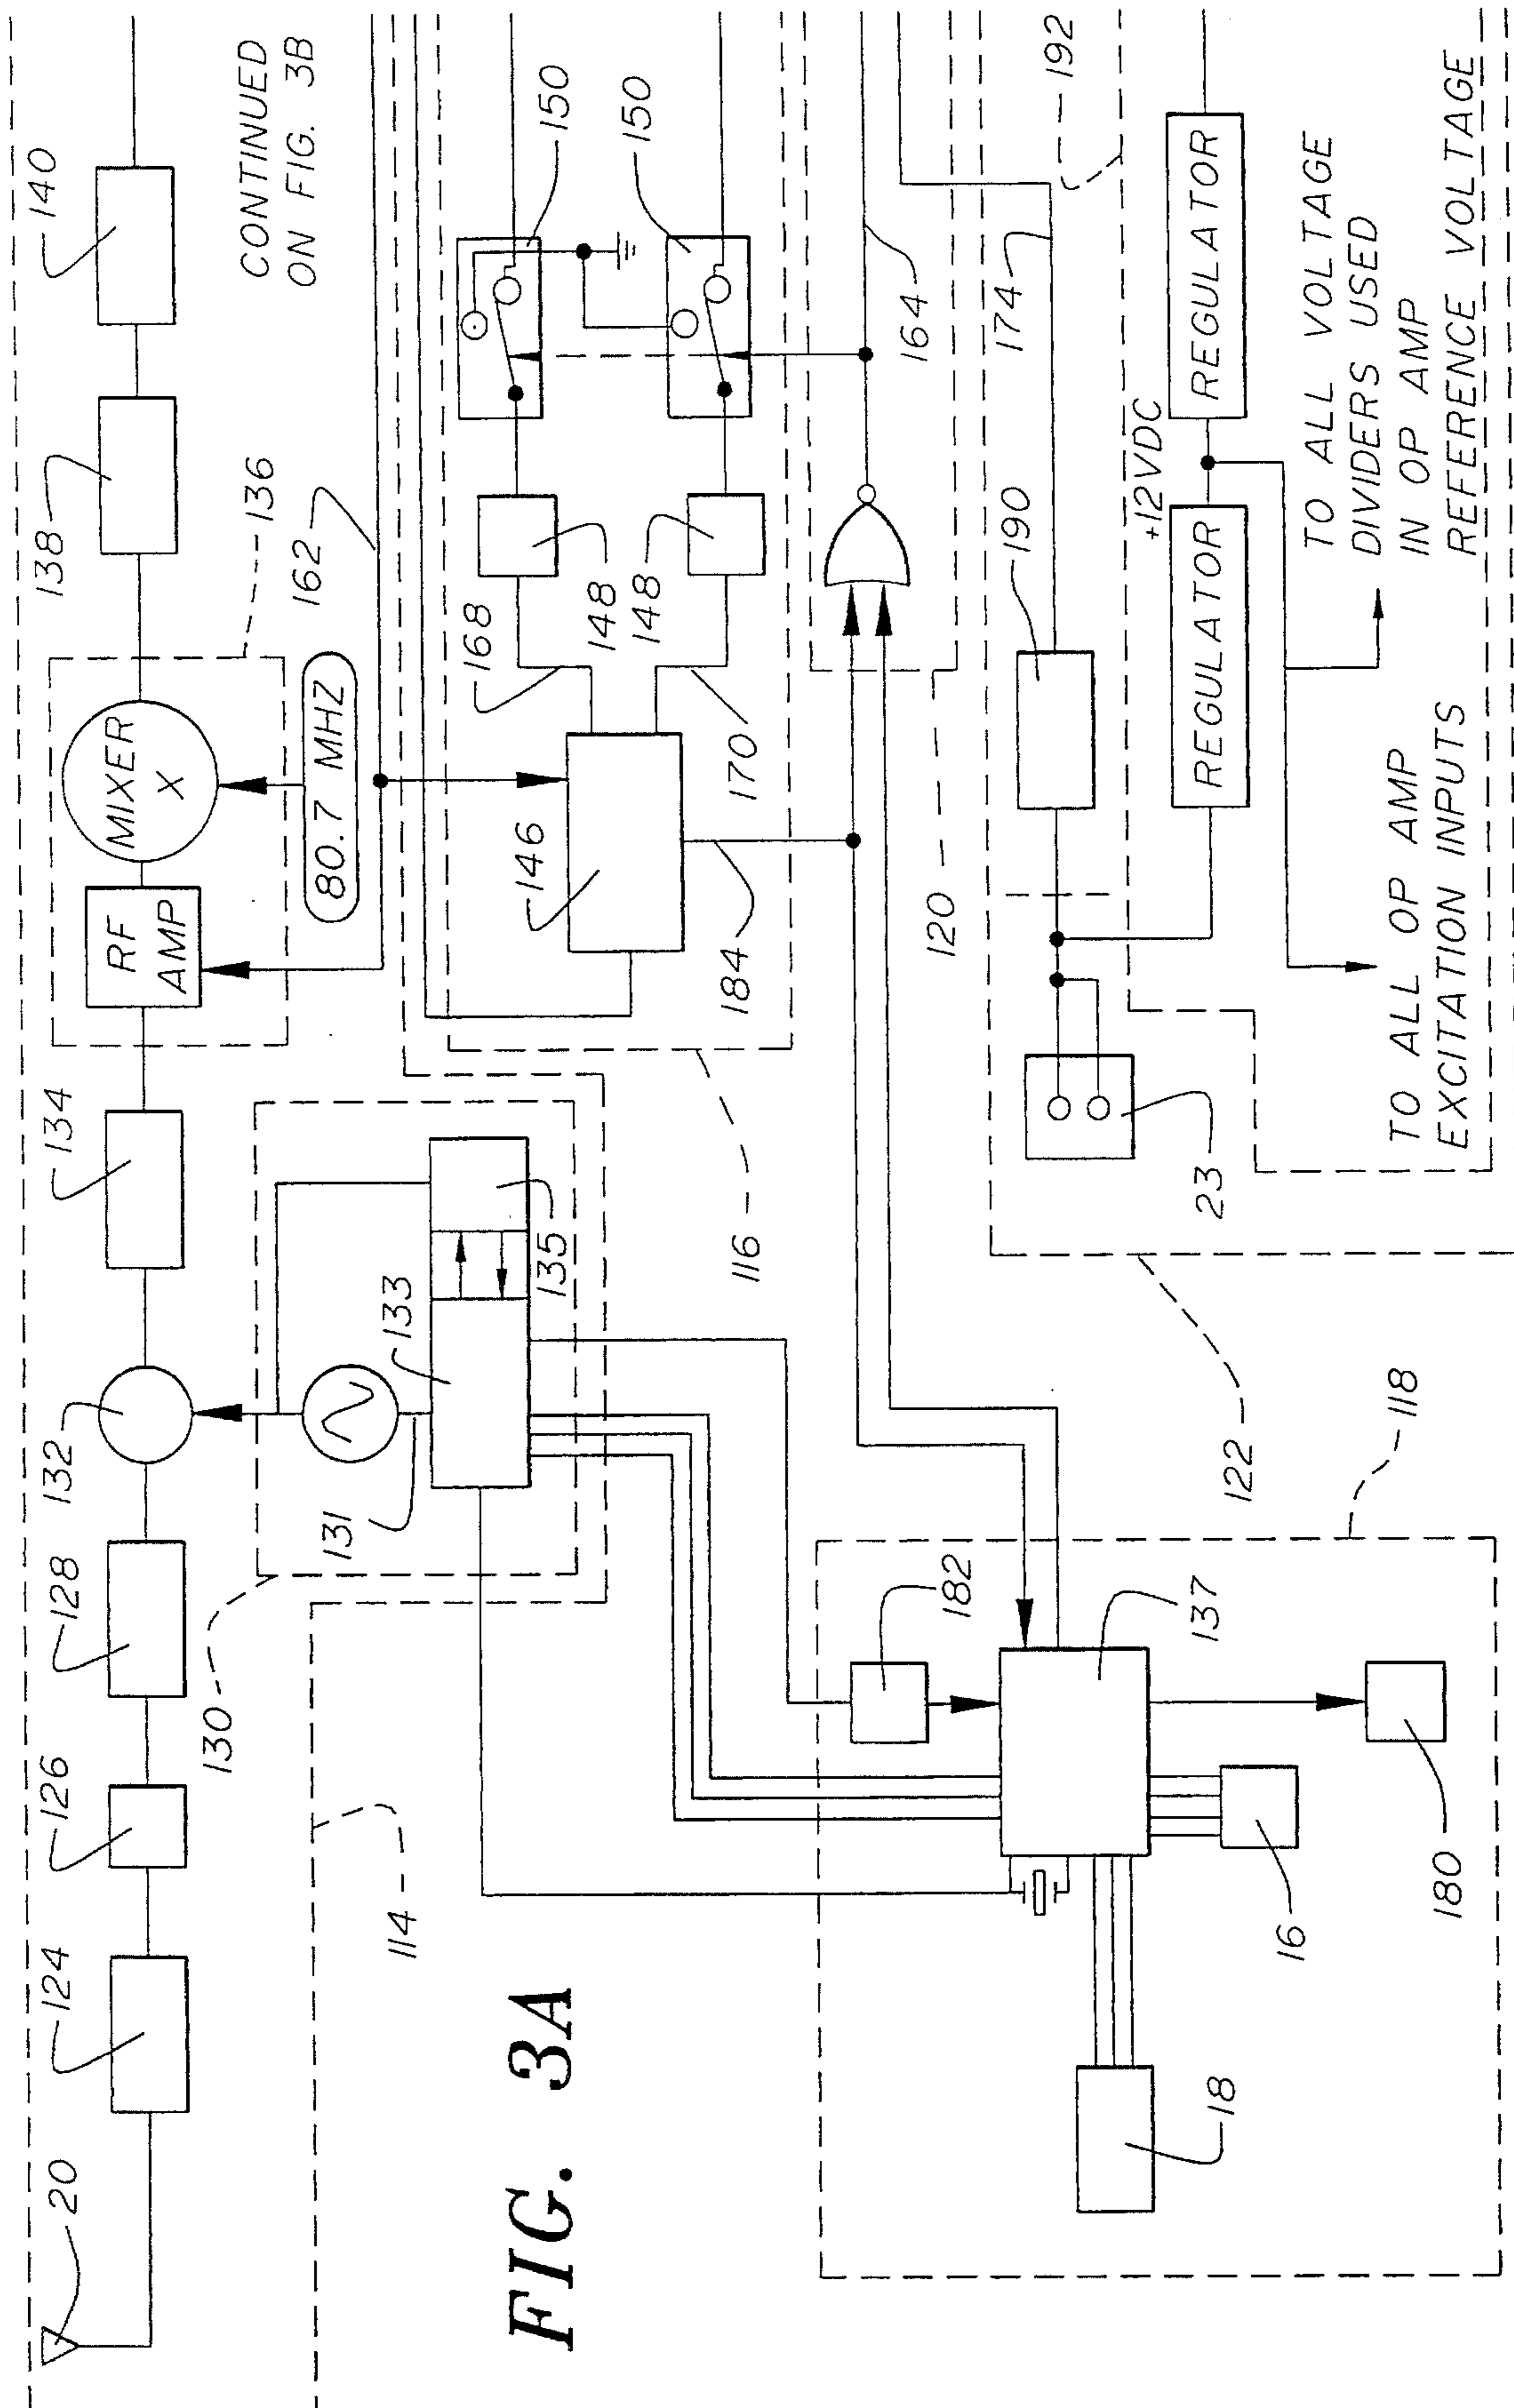 20
124
126
128
132
134
RF
AMP
MIXER
X
138
140
136
80.7 MHZ
162
CONTINUED
ON FIG. 3B
130
131
133
135
114
116
146
168
170
148
148
150
150
184
120
164
FIG. 3A
118
182
137
18
16
180
122
23
190
174
192
REGULATOR
+12VDC
REGULATOR
TO ALL OP AMP
EXCITATION INPUTS
TO ALL VOLTAGE
DIVIDERS USED
IN OP AMP
REFERENCE VOLTAGE